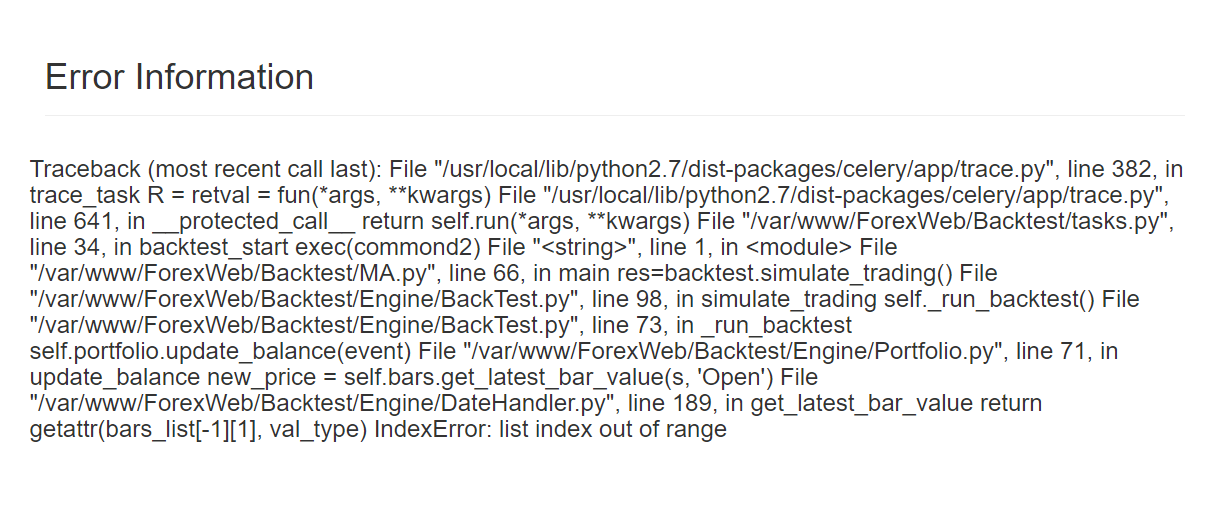 Error Information
Traceback (most recent call last): File "/usr/local/lib/python2.7/dist-packages/celery/app/trace.py", line 382, in
trace_task R = retval = fun(*args, **kwargs) File "/usr/local/lib/python2.7/dist-packages/celery/app/trace.py",
line 641, in __protected_call__ return self.run(*args, **kwargs) File "/var/www/ForexWeb/Backtest/tasks.py",
line 34, in backtest_start exec(commond2) File "<string>", line 1, in <module> File
"/var/www/ForexWeb/Backtest/MA.py", line 66, in main res=backtest.simulate_trading() File
"/var/www/ForexWeb/Backtest/Engine/BackTest.py", line 98, in simulate_trading self._run_backtest() File
"/var/www/ForexWeb/Backtest/Engine/BackTest.py", line 73, in _run_backtest
self.portfolio.update_balance(event) File "/var/www/ForexWeb/Backtest/Engine/Portfolio.py", line 71, in
update_balance new_price = self.bars.get_latest_bar_value(s, 'Open') File
"/var/www/ForexWeb/Backtest/Engine/DateHandler.py", line 189, in get_latest_bar_value return
getattr(bars_list[-1][1], val_type) IndexError: list index out of range